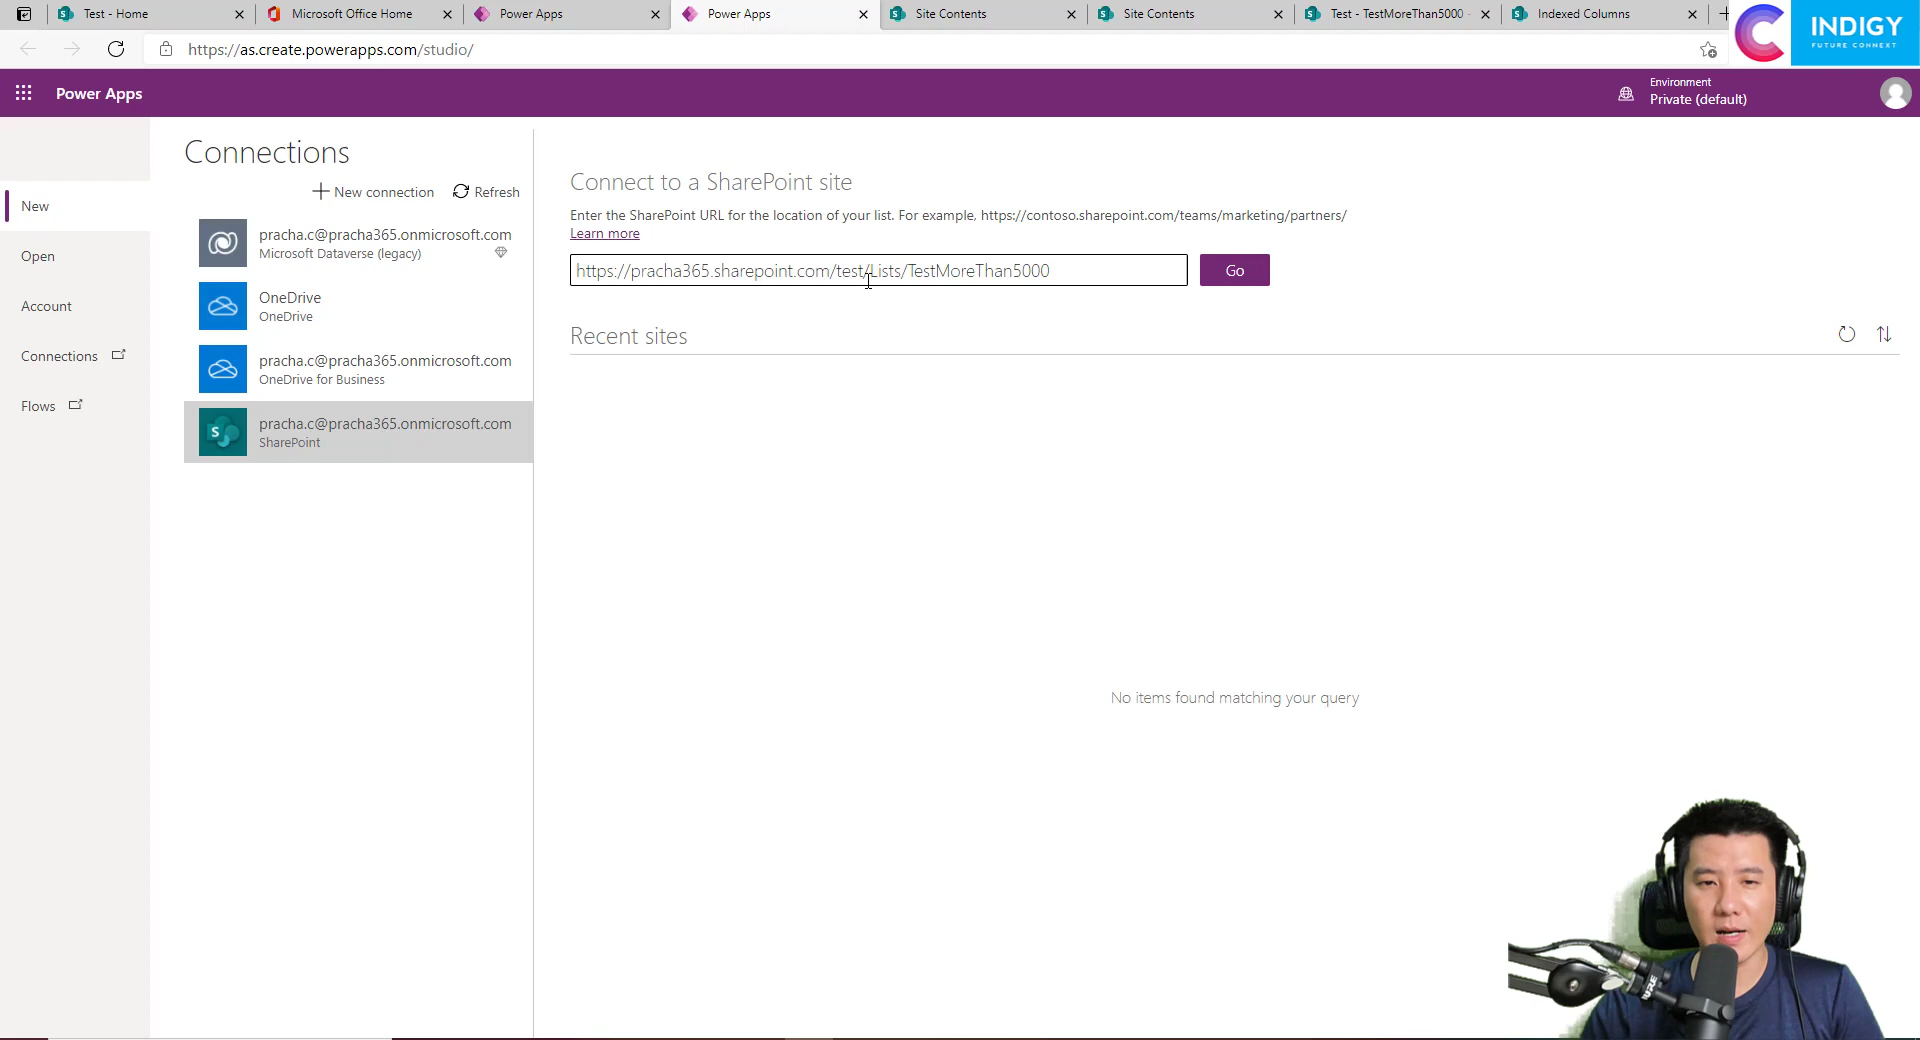 Test - Home
Microsoft Office Home
Power Apps
Power Apps
Site Contents
Site Contents
Test - TestMoreThan5000 -
Indexed Columns
INDIGY
FUTURE CONNEXT
https://as.create.powerapps.com/studio/
Power Apps
Environment
Private (default)
New
Open
Account
Connections
Flows
Connections
New connection
Refresh
pracha.c@pracha365.onmicrosoft.com
Microsoft Dataverse (legacy)
OneDrive
OneDrive
pracha.c@pracha365.onmicrosoft.com
OneDrive for Business
pracha.c@pracha365.onmicrosoft.com
SharePoint
Connect to a SharePoint site
Enter the SharePoint URL for the location of your list. For example, https://contoso.sharepoint.com/teams/marketing/partners/
Learn more
https://pracha365.sharepoint.com/test/Lists/TestMoreThan5000
Go
Recent sites
No items found matching your query